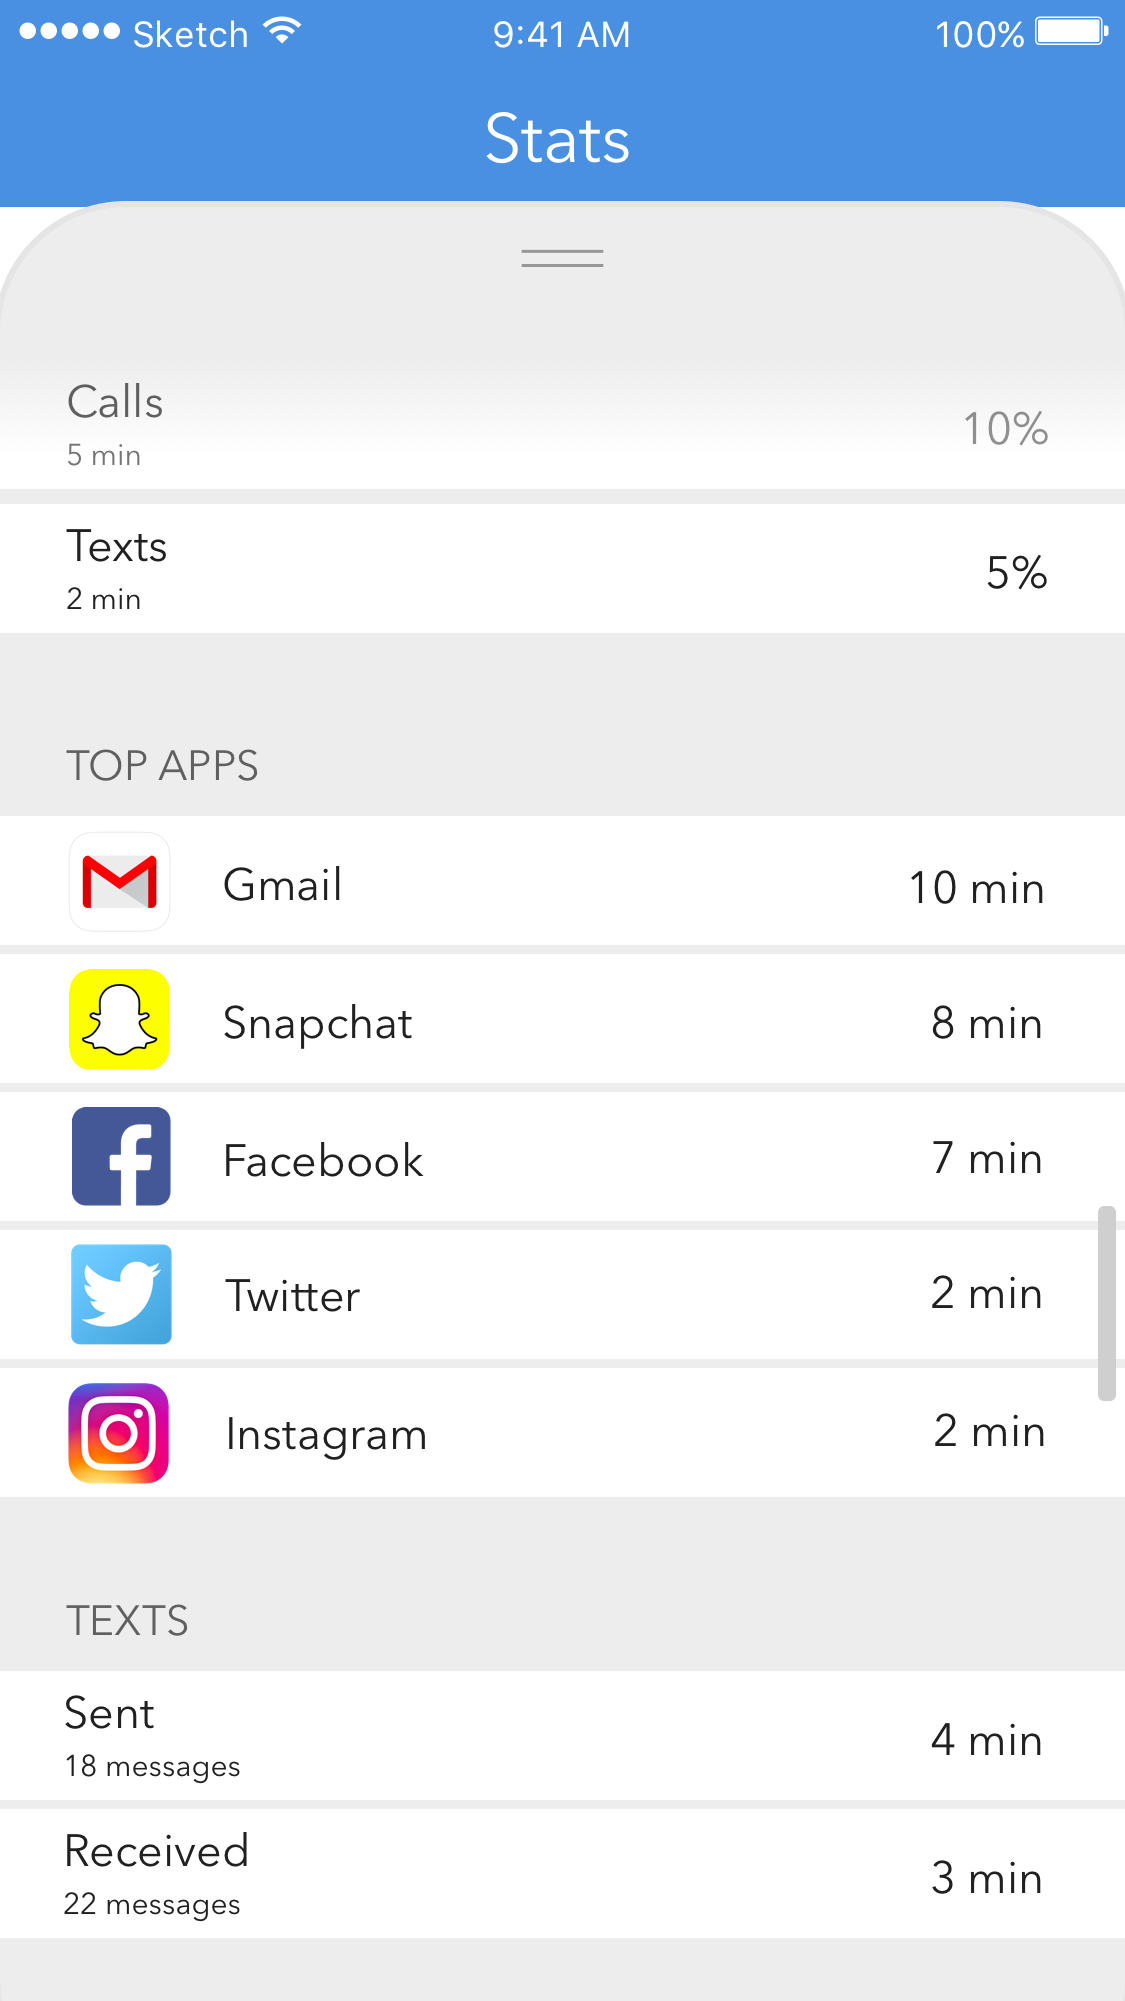 Sketch 9:41 AM 100%
Stats
Calls
5 min
10%
Texts
2 min
5%
TOP APPS
Gmail 10 min
Snapchat 8 min
Facebook 7 min
Twitter 2 min
Instagram 2 min
TEXTS
Sent
18 messages
4 min
Received
22 messages
3 min